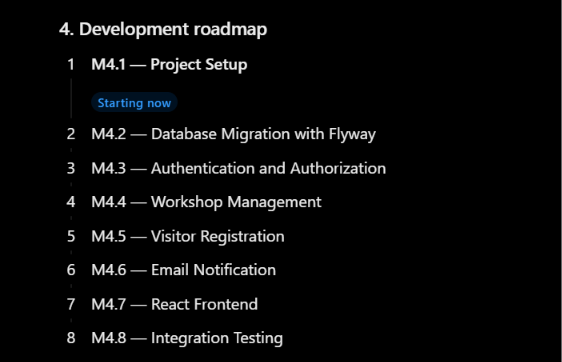 4. Development roadmap
1 M4.1 — Project Setup
Starting now
2 M4.2 — Database Migration with Flyway
3 M4.3 — Authentication and Authorization
4 M4.4 — Workshop Management
5 M4.5 — Visitor Registration
6 M4.6 — Email Notification
7 M4.7 — React Frontend
8 M4.8 — Integration Testing